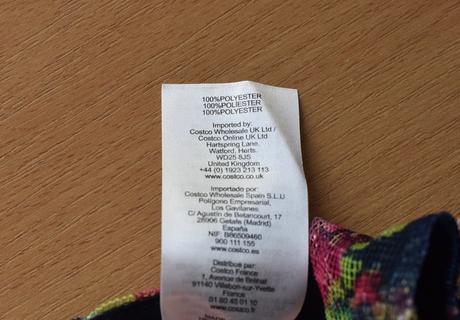 100%POLYESTER
100%POLIESTER
100%POLYESTER
Imported by:
Costco Wholesale UK Ltd /
Costco Online UK Ltd
Hartspring Lane,
Watford, Herts.
WD25 8JS
United Kingdom
+44 (0) 1923 213 113
www.costco.co.uk
Importado por:
Costco Wholesale Spain S.L.U
Polígono Empresarial,
Los Gavilanes.
C/ Agustín de Betancourt, 17
28906 Getafe (Madrid)
España
NIF: B86509460
900 111 155
www.costco.es
Distribue par:
Costco France
1, Avenue de Bréhat
91140 Villebon-sur-Yvette
France
01 80 45 01 10
www.costco.fr
MADE